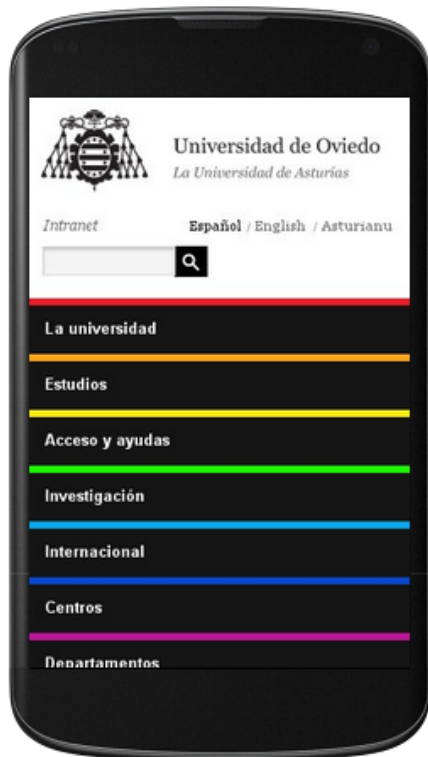 Universidad de Oviedo
La Universidad de Asturias
Intranet
Español / English / Asturianu
La universidad
Estudios
Acceso y ayudas
Investigación
Internacional
Centros
Departamentos